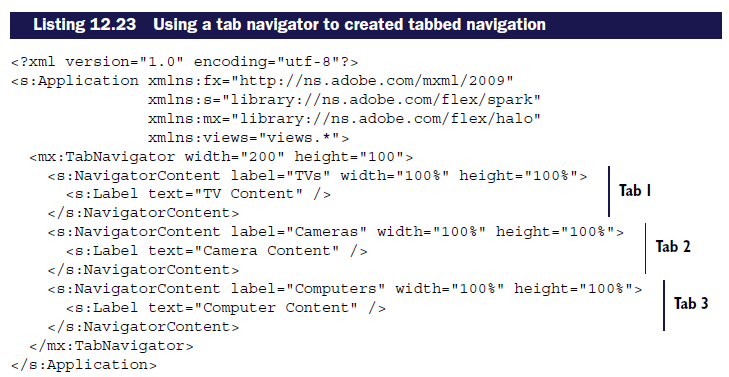 Listing 12.23 Using a tab navigator to created tabbed navigation
<?xml version="1.0" encoding="utf-8"?>
<s:Application xmlns:fx="http://ns.adobe.com/mxml/2009"
xmlns:s="library://ns.adobe.com/flex/spark"
xmlns:mx="library://ns.adobe.com/flex/halo"
xmlns:views="views.*">
<mx:TabNavigator width="200" height="100">
<s:NavigatorContent label="TVs" width="100%" height="100%">
<s:Label text="TV Content" />
Tab 1
</s:NavigatorContent>
<s:NavigatorContent label="Cameras" width="100%" height="100%">
<s:Label text="Camera Content" />
Tab 2
</s:NavigatorContent>
<s:NavigatorContent label="Computers" width="100%" height="100%">
<s:Label text="Computer Content" />
Tab 3
</s:NavigatorContent>
</mx:TabNavigator>
</s:Application>